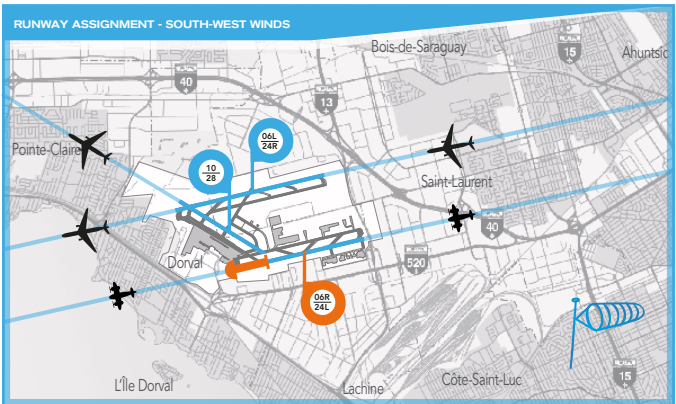 RUNWAY ASSIGNMENT - SOUTH-WEST WINDS
Bois-de-Saraguay
15
Ahuntsic
40
13
Pointe-Claire
06L
24R
10
28
Saint-Laurent
40
Dorval
520
06R
24L
L'Île Dorval
Lachine
Côte-Saint-Luc
15